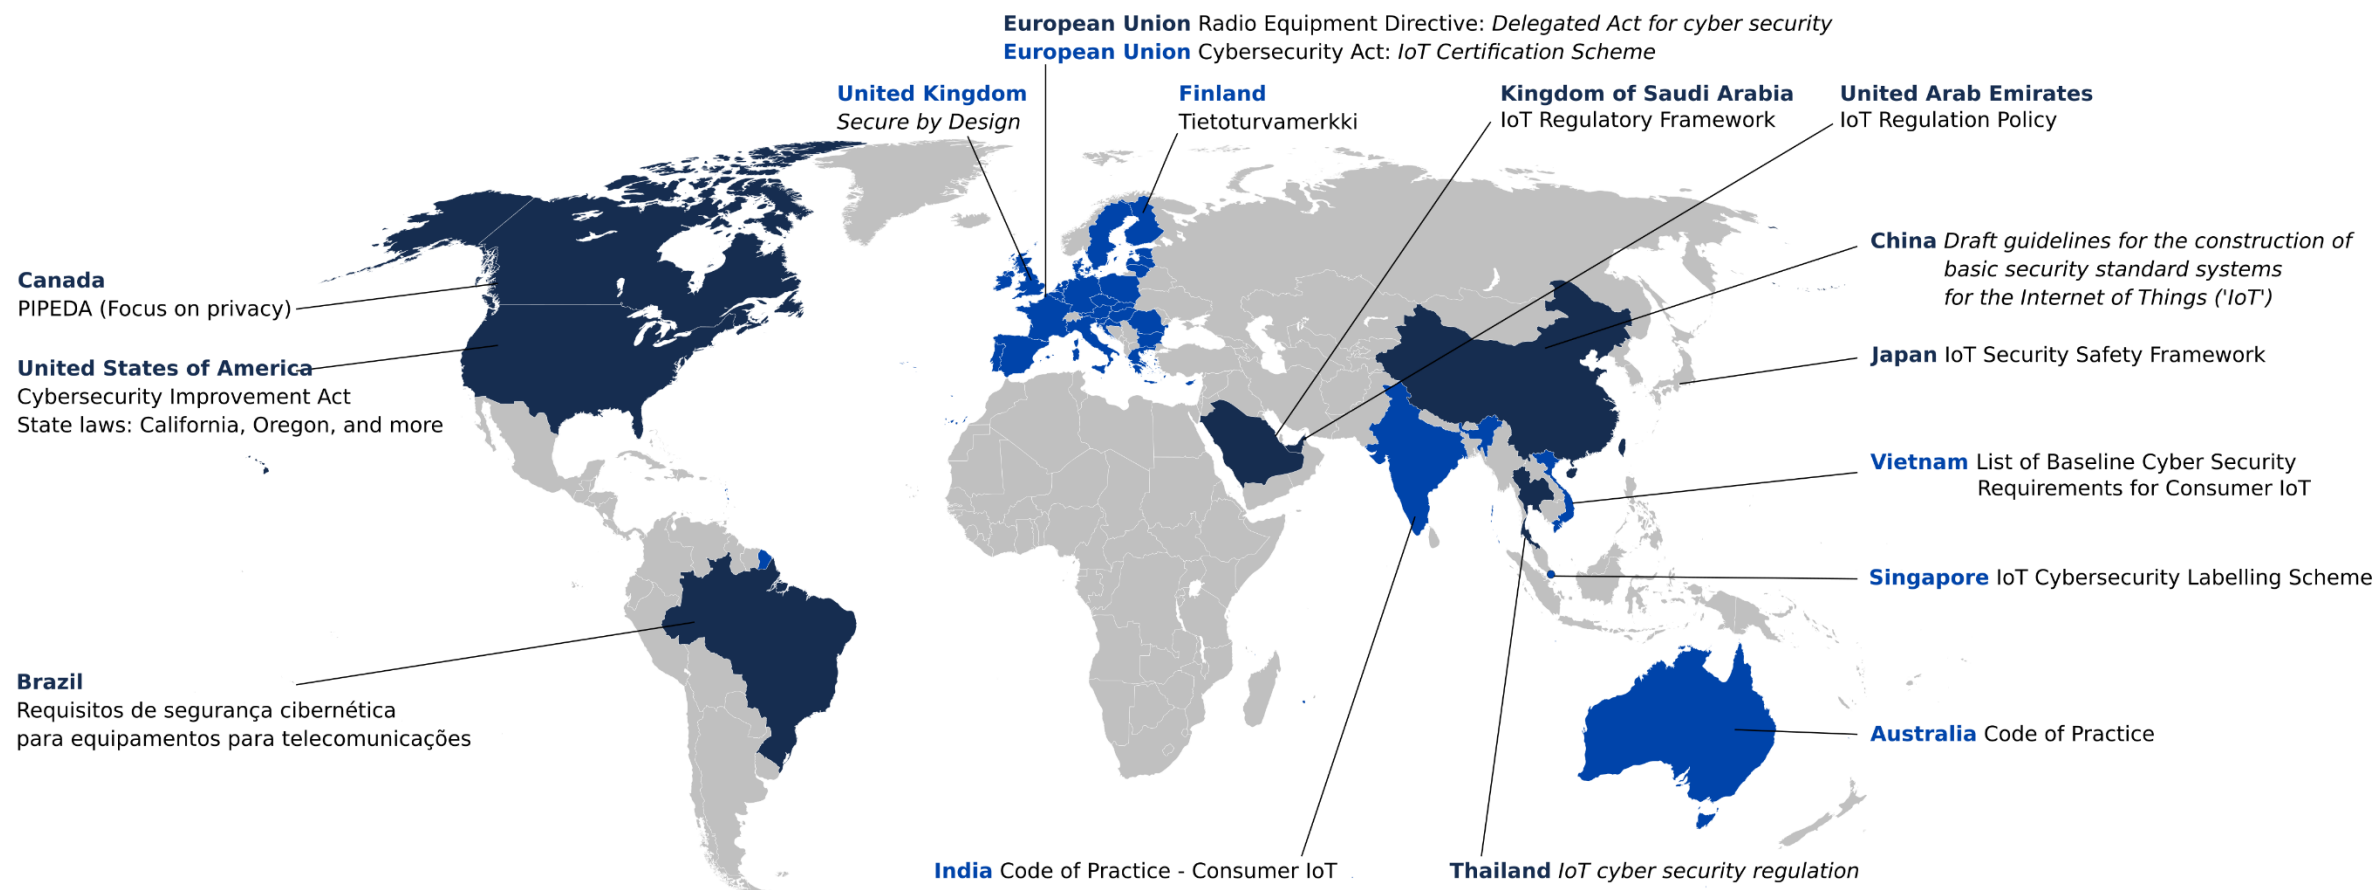 European Union Radio Equipment Directive: Delegated Act for cyber security
European Union Cybersecurity Act: IoT Certification Scheme
United Kingdom
Secure by Design
Finland
Tietoturvamerkki
Kingdom of Saudi Arabia
IoT Regulatory Framework
United Arab Emirates
IoT Regulation Policy
Canada
PIPEDA (Focus on privacy)
United States of America
Cybersecurity Improvement Act
State laws: California, Oregon, and more
Brazil
Requisitos de segurança cibernética
para equipamentos para telecomunicações
China Draft guidelines for the construction of
basic security standard systems
for the Internet of Things ('IoT')
Japan IoT Security Safety Framework
Vietnam List of Baseline Cyber Security
Requirements for Consumer IoT
Singapore IoT Cybersecurity Labelling Scheme
Australia Code of Practice
India Code of Practice - Consumer IoT
Thailand IoT cyber security regulation